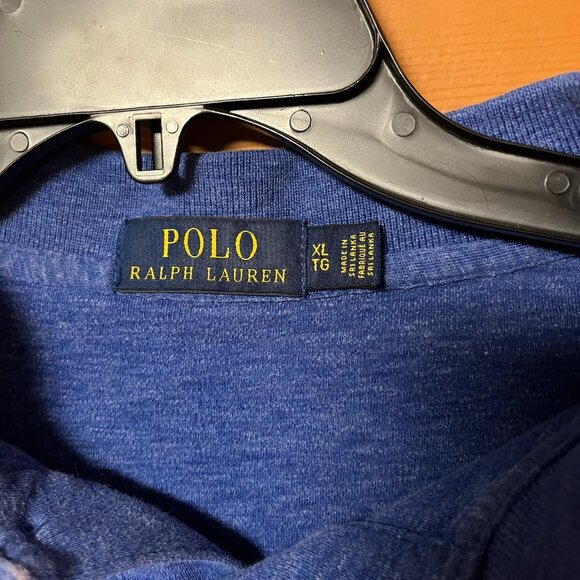 POLO
RALPH LAUREN
XL
TG
MADE IN
SRI LANKA
FABRIQUÉ AU
SRI LANKA